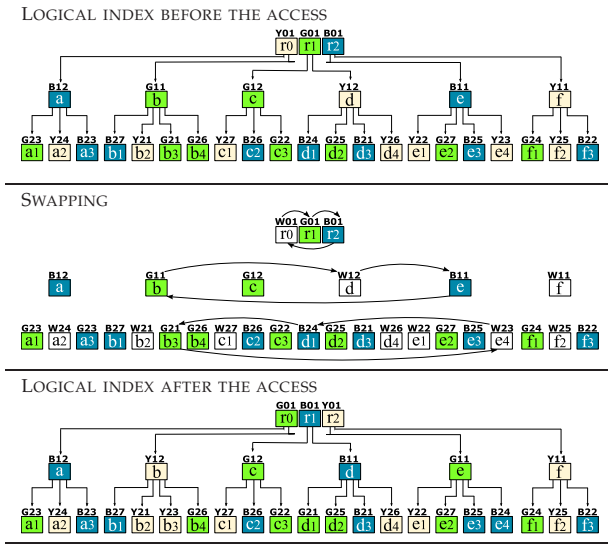 LOGICAL INDEX BEFORE THE ACCESS
Y01 G01 B01
r0 r1 r2
B12 G11 G12 Y12 B11 Y11
a b c d e f
G23 Y24 B23 B27 Y21 G21 G26 Y27 B26 G22 B24 G25 B21 Y26 Y22 G27 B25 Y23 G24 Y25 B22
a1 a2 a3 b1 b2 b3 b4 c1 c2 c3 d1 d2 d3 d4 e1 e2 e3 e4 f1 f2 f3
SWAPPING
W01 G01 B01
r0 r1 r2
B12 G11 G12 W12 B11 W11
a b c d e f
G23 W24 G23 B27 W21 G21 G26 W27 B26 G22 B24 G25 B21 W26 W22 G27 B25 W23 G24 W25 B22
a1 a2 a3 b1 b2 b3 b4 c1 c2 c3 d1 d2 d3 d4 e1 e2 e3 e4 f1 f2 f3
LOGICAL INDEX AFTER THE ACCESS
G01 B01 Y01
r0 r1 r2
B12 Y12 G12 B11 G11 Y11
a b c d e f
G23 Y24 B23 B27 Y21 Y23 G26 Y27 B26 G22 G21 G25 B21 Y26 Y22 G27 B25 B24 G24 Y25 B22
a1 a2 a3 b1 b2 b3 b4 c1 c2 c3 d1 d2 d3 d4 e1 e2 e3 e4 f1 f2 f3